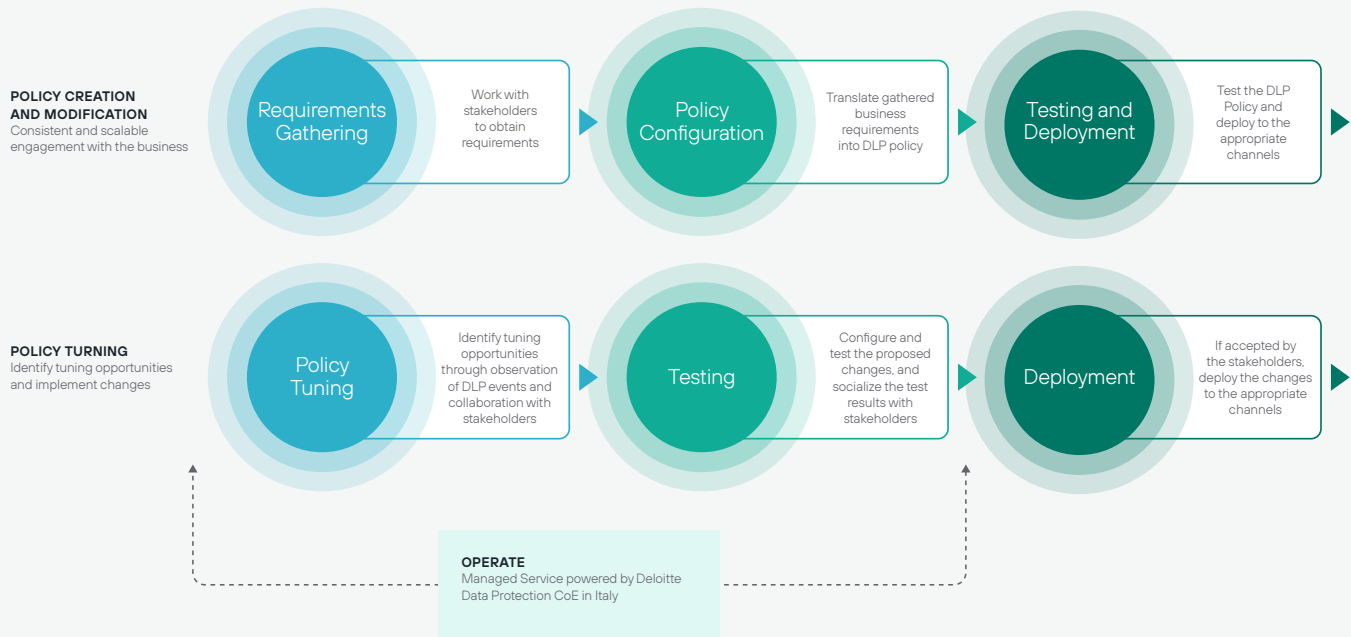 POLICY CREATION
AND MODIFICATION
Consistent and scalable
engagement with the business
Requirements
Gathering
Work with
stakeholders
to obtain
requirements
Policy
Configuration
Translate gathered
business
requirements
into DLP policy
Testing and
Deployment
Test the DLP
Policy and
deploy to the
appropriate
channels
POLICY TURNING
Identify tuning opportunities
and implement changes
Policy
Tuning
Identify tuning
opportunities
through observation
of DLP events and
collaboration with
stakeholders
Testing
Configure and
test the proposed
changes, and
socialize the test
results with
stakeholders
Deployment
If accepted by
the stakeholders,
deploy the changes
to the appropriate
channels
OPERATE
Managed Service powered by Deloitte
Data Protection CoE in Italy